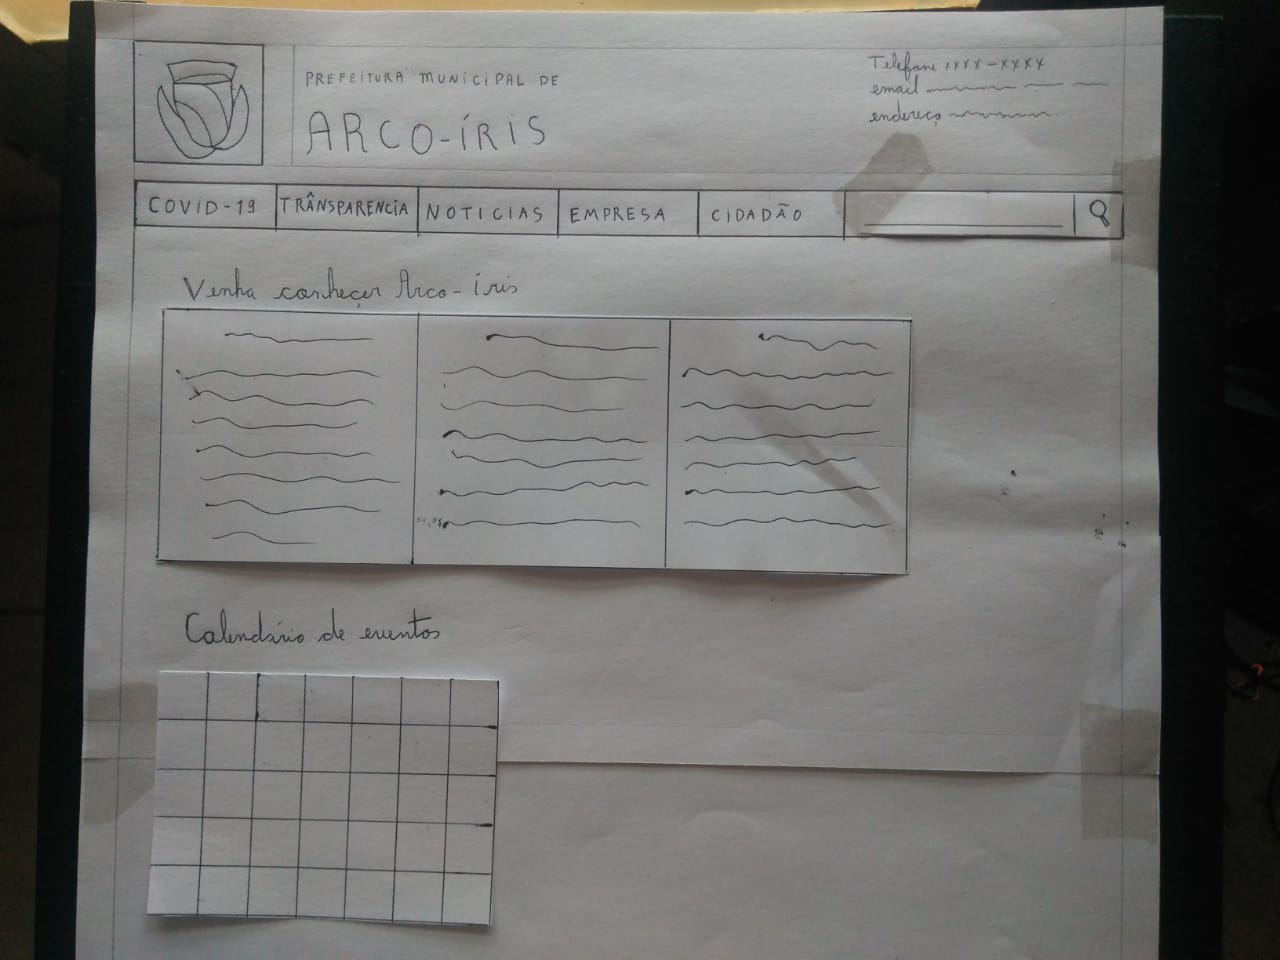 PREFEITURA MUNICIPAL DE
ARCO-ÍRIS
Telefone xxxx-xxxx
email
endereço
COVID-19 TRÂNSPARENCIA NOTICIAS EMPRESA CIDADÃO
Venha conheçer Arco-Íris
Calendário de eventos